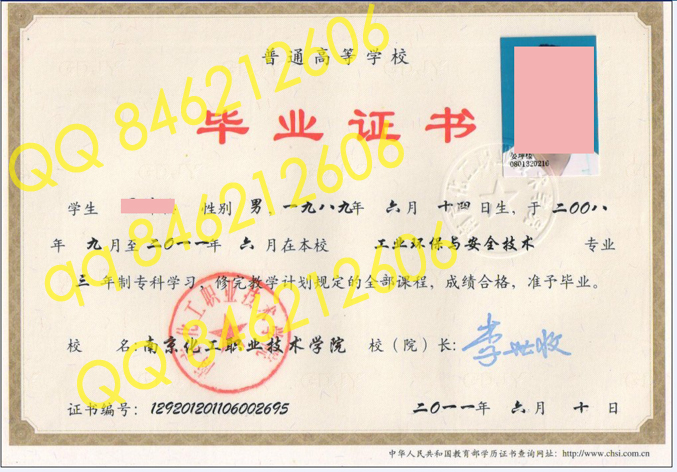 普通高等学校
毕业证书
0801320216
学生 性别 男，一九八九年 六 月 十四 日生，于 二00八
年 九 月至 二0一一年 六 月在本校 工业环保与安全技术 专业
三 年制专科学习，修完教学计划规定的全部课程，成绩合格，准予毕业。
校 名：南京化工职业技术学院 校（院）长：
证书编号：129201201106002695 二0一一年 六 月 十 日
中华人民共和国教育部学历证书查询网址：http://www.chsi.com.cn
QQ 846212606
qq 846212606
QQ 846212606